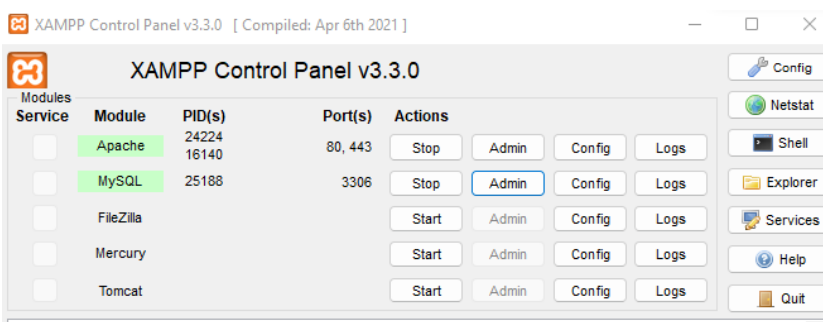 XAMPP Control Panel v3.3.0 [ Compiled: Apr 6th 2021 ]
XAMPP Control Panel v3.3.0
Config
Modules
Service Module PID(s) Port(s) Actions
Netstat
Apache 24224 16140 80, 443 Stop Admin Config Logs
Shell
MySQL 25188 3306 Stop Admin Config Logs
Explorer
FileZilla Start Admin Config Logs
Services
Mercury Start Admin Config Logs
Help
Tomcat Start Admin Config Logs
Quit